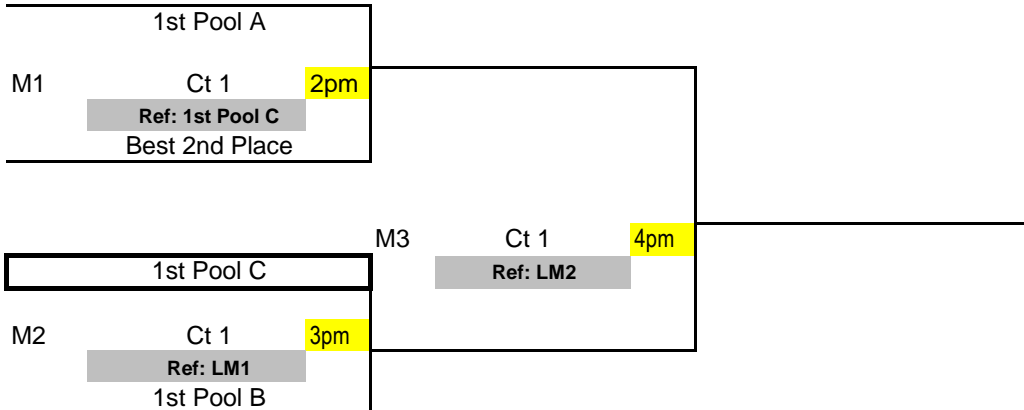 1st Pool A
M1 Ct 1 2pm
Ref: 1st Pool C
Best 2nd Place
M3 Ct 1 4pm
1st Pool C Ref: LM2
M2 Ct 1 3pm
Ref: LM1
1st Pool B